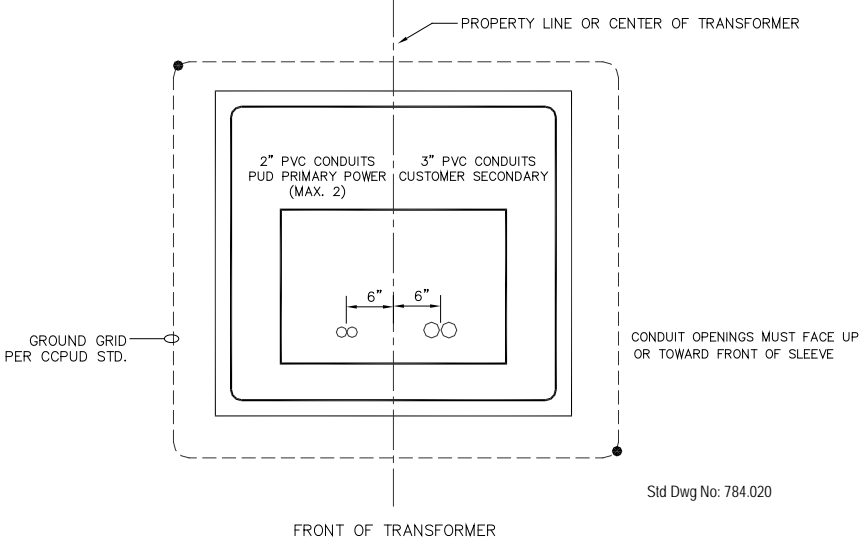 PROPERTY LINE OR CENTER OF TRANSFORMER
2" PVC CONDUITS
PUD PRIMARY POWER
(MAX. 2)
3" PVC CONDUITS
CUSTOMER SECONDARY
6"
6"
GROUND GRID
PER CCPUD STD.
CONDUIT OPENINGS MUST FACE UP
OR TOWARD FRONT OF SLEEVE
Std Dwg No: 784.020
FRONT OF TRANSFORMER